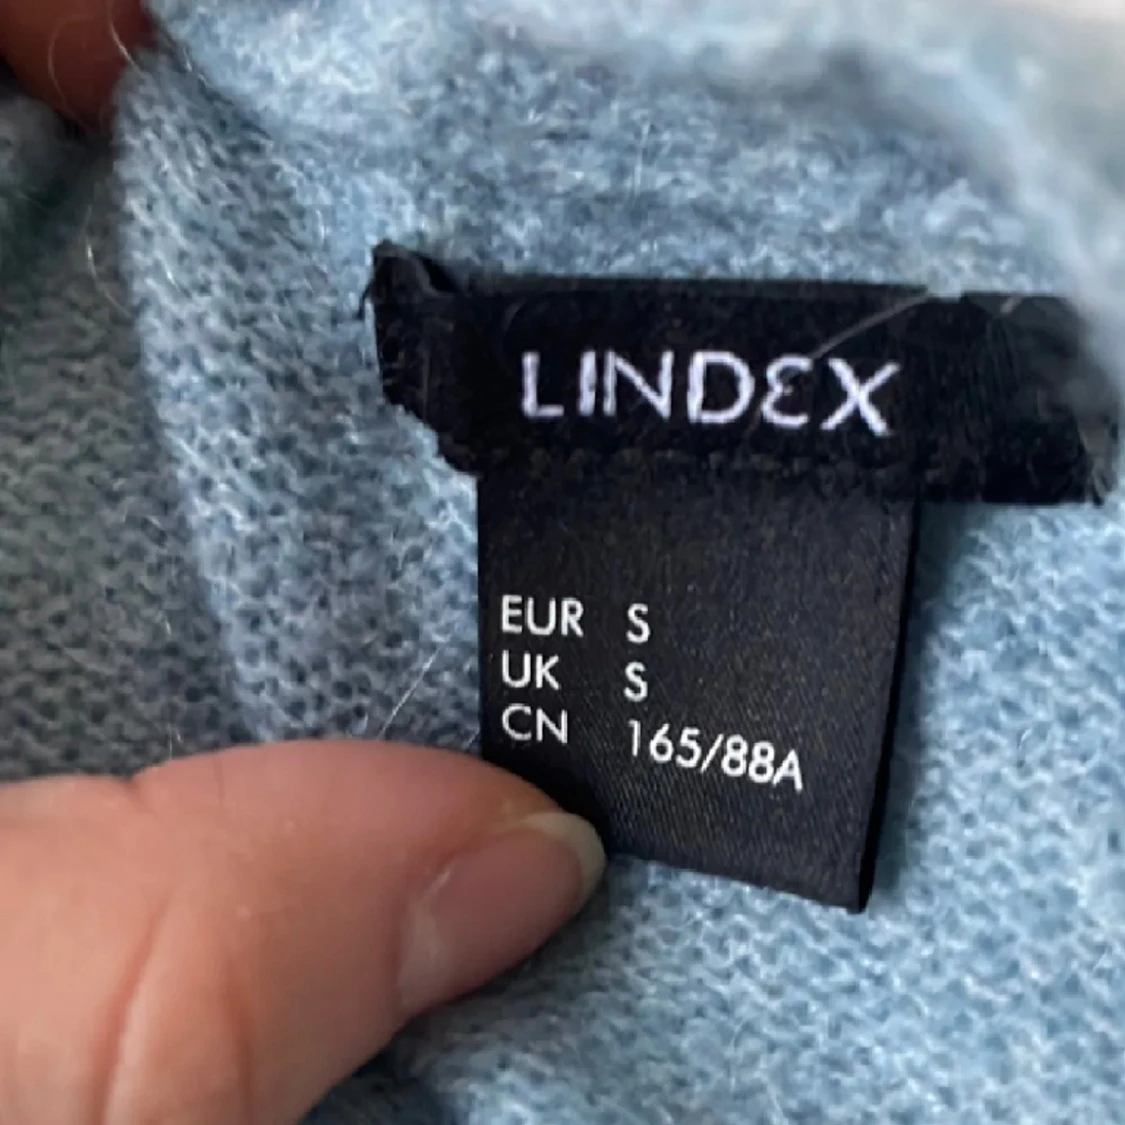 LINDEX
EUR S
UK S
CN 165/88A